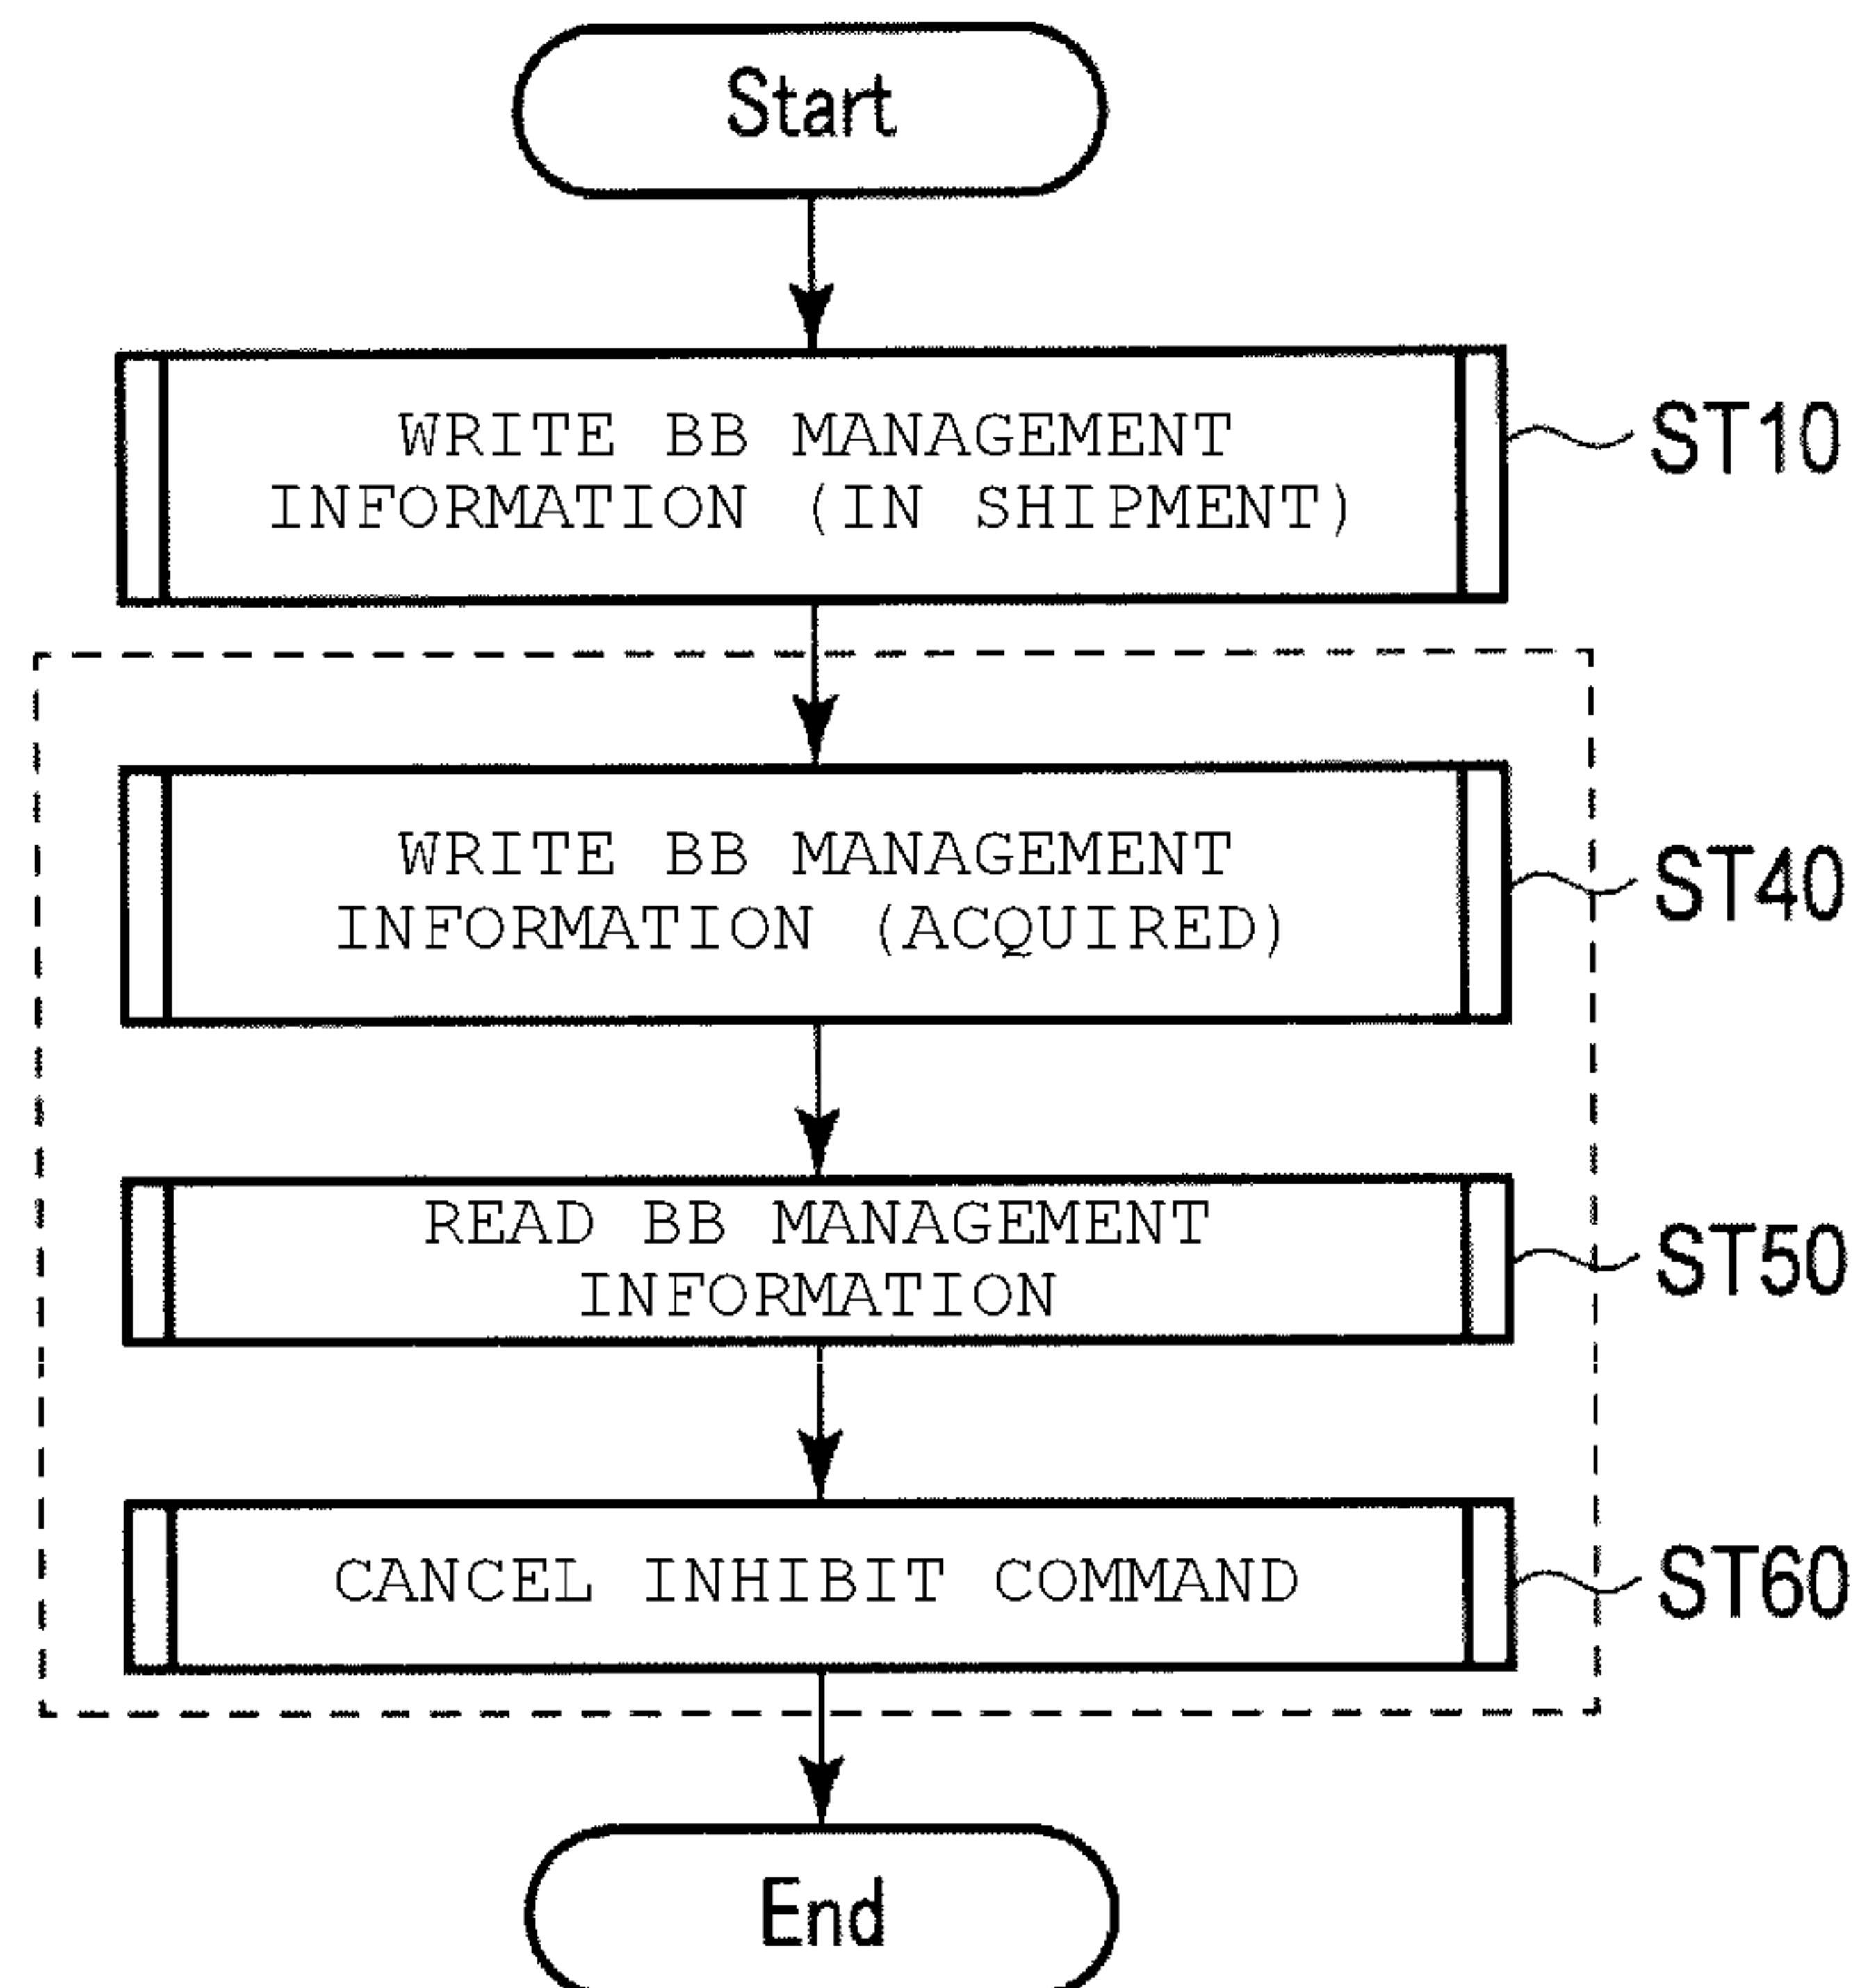 Start
WRITE BB MANAGEMENT
INFORMATION (IN SHIPMENT)
ST10
WRITE BB MANAGEMENT
INFORMATION (ACQUIRED)
ST40
READ BB MANAGEMENT
INFORMATION
ST50
CANCEL INHIBIT COMMAND
ST60
End